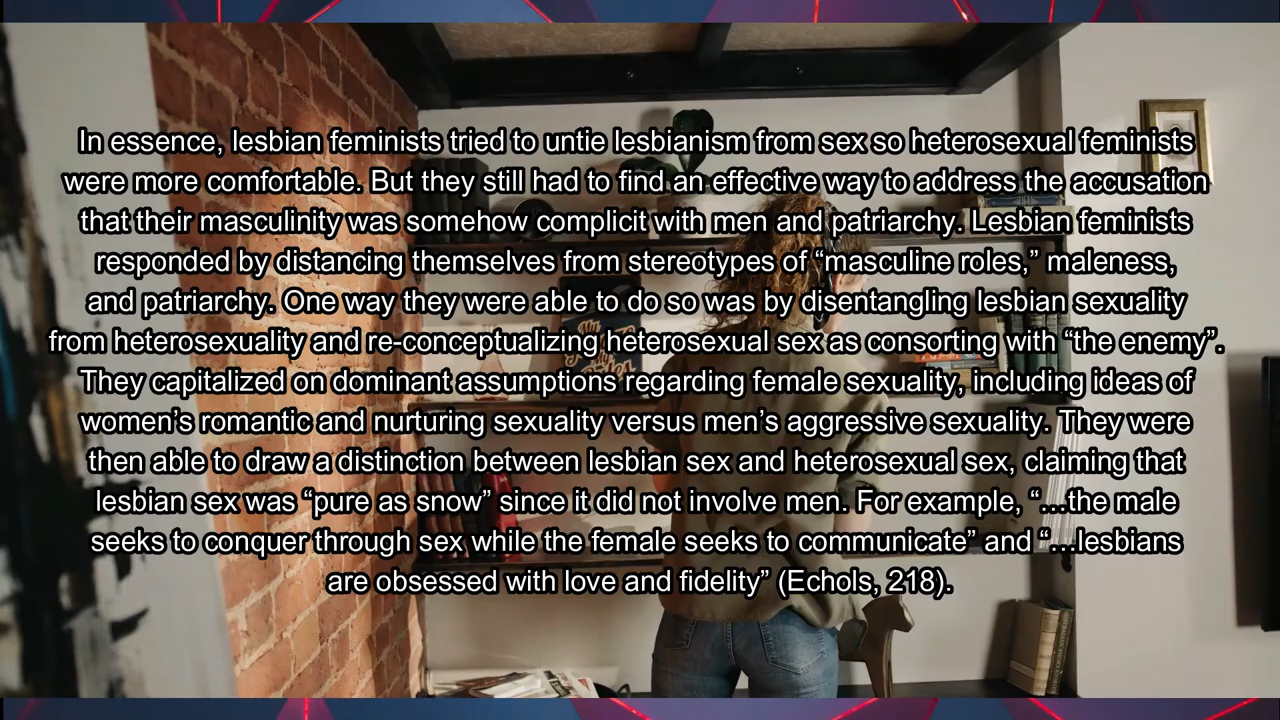 In essence, lesbian feminists tried to untie lesbianism from sex so heterosexual feminists
were more comfortable. But they still had to find an effective way to address the accusation
that their masculinity was somehow complicit with men and patriarchy. Lesbian feminists
responded by distancing themselves from stereotypes of “masculine roles,” maleness,
and patriarchy. One way they were able to do so was by disentangling lesbian sexuality
from heterosexuality and re-conceptualizing heterosexual sex as consorting with “the enemy”.
They capitalized on dominant assumptions regarding female sexuality, including ideas of
women’s romantic and nurturing sexuality versus men’s aggressive sexuality. They were
then able to draw a distinction between lesbian sex and heterosexual sex, claiming that
lesbian sex was “pure as snow” since it did not involve men. For example, “…the male
seeks to conquer through sex while the female seeks to communicate” and “…lesbians
are obsessed with love and fidelity” (Echols, 218).